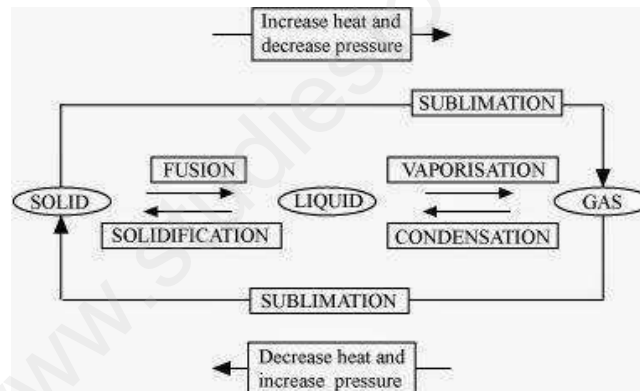 Increase heat and
decrease pressure
SUBLIMATION
FUSION
VAPORISATION
SOLID
LIQUID
GAS
SOLIDIFICATION
CONDENSATION
SUBLIMATION
Decrease heat and
increase pressure